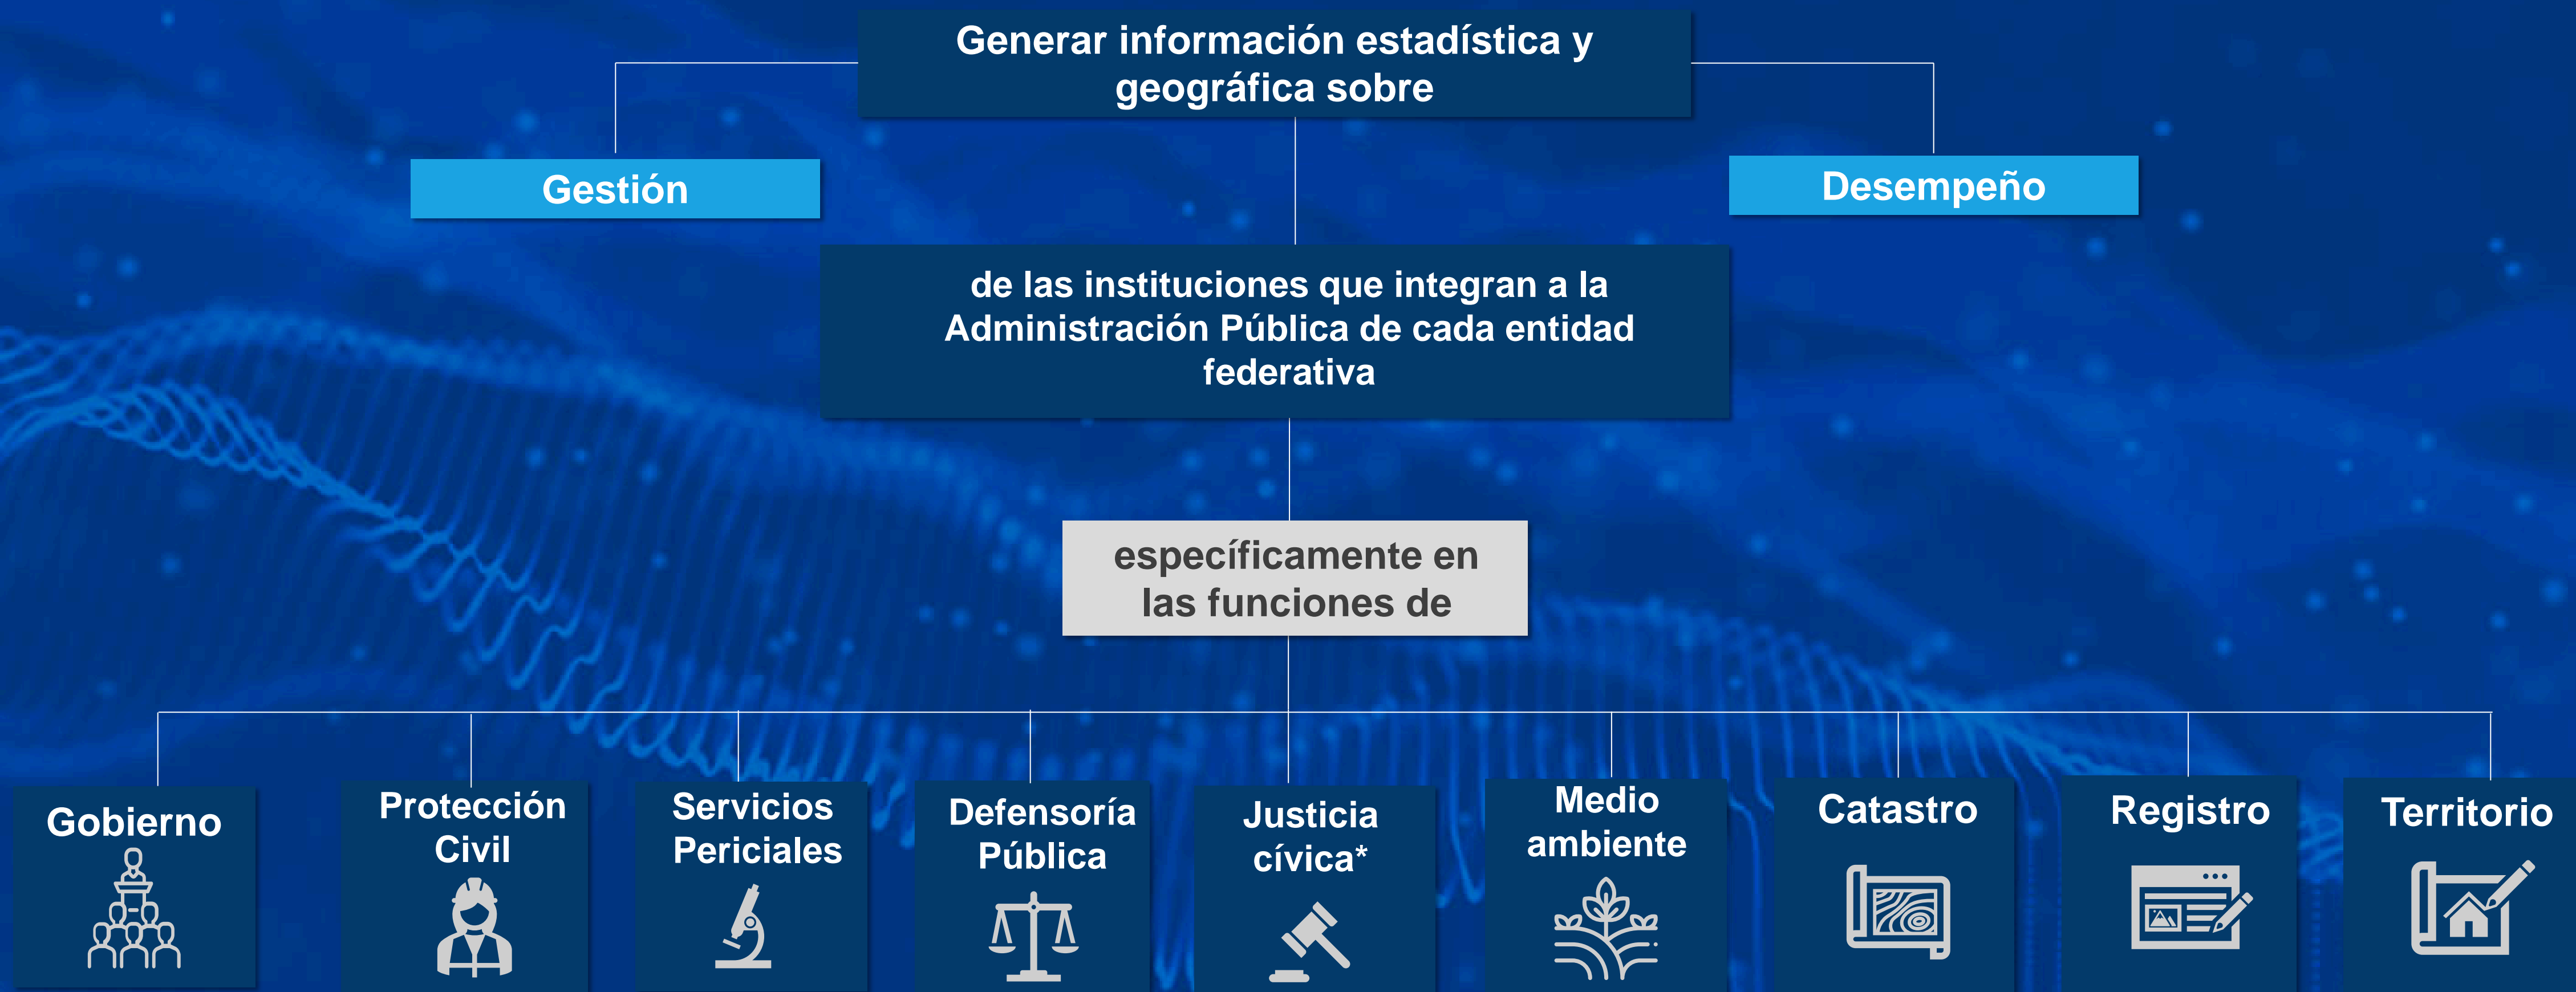 Generar información estadística y
geográfica sobre
Gestión
Desempeño
de las instituciones que integran a la
Administración Pública de cada entidad
federativa
específicamente en
las funciones de
Gobierno
Protección
Civil
Servicios
Periciales
Defensoría
Pública
Justicia
cívica*
Medio
ambiente
Catastro
Registro
Territorio